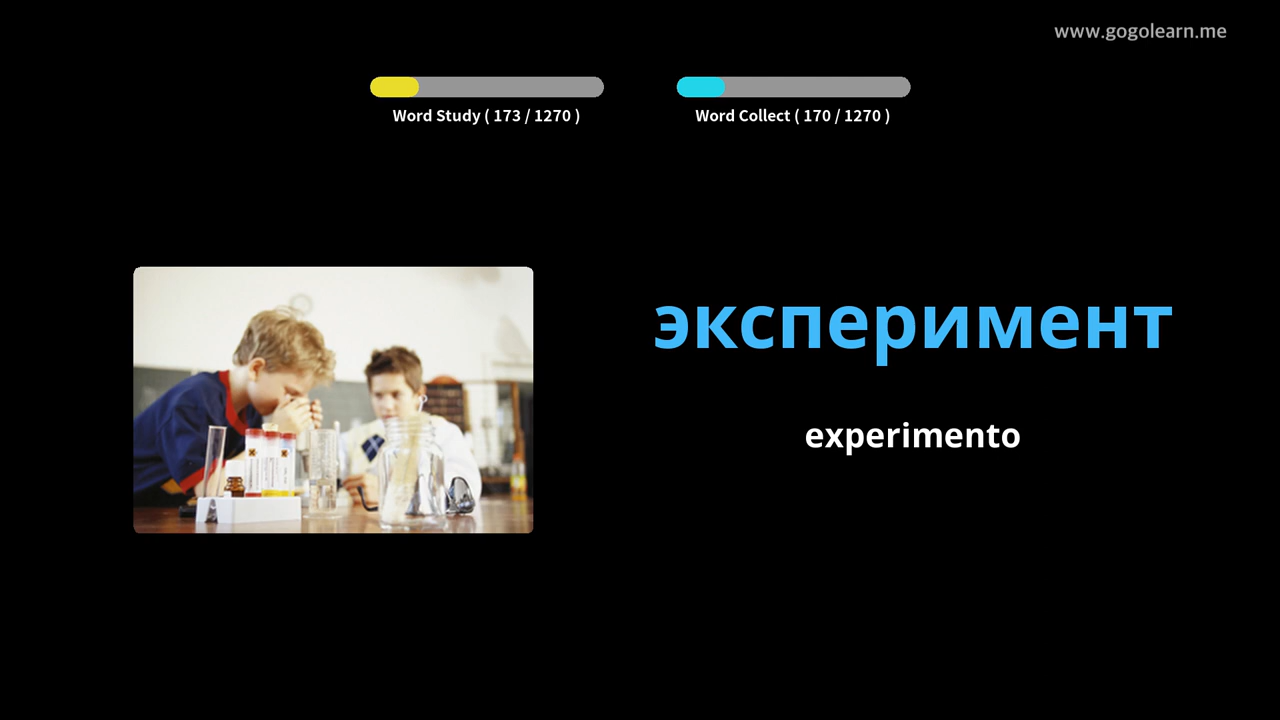 www.gogolearn.me
Word Study ( 173 / 1270 )
Word Collect ( 170 / 1270 )
эксперимент
experimento